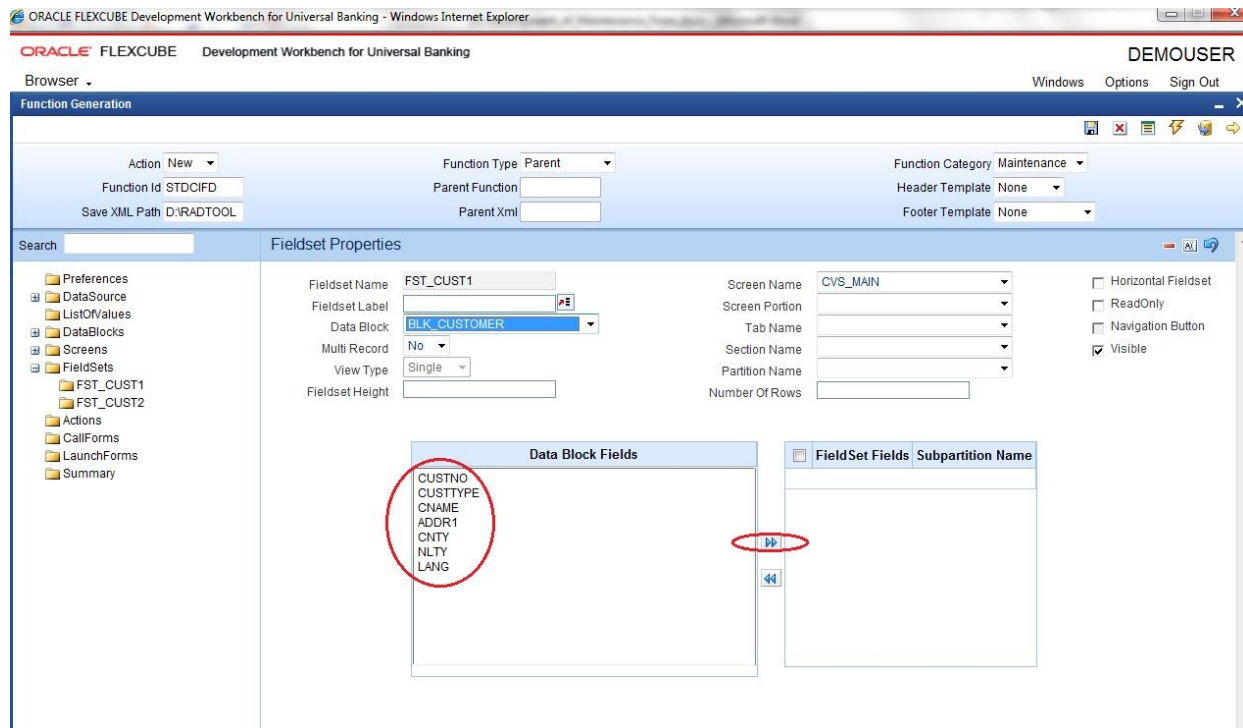 ORACLE FLEXCUBE Development Workbench for Universal Banking - Windows Internet Explorer
ORACLE FLEXCUBE Development Workbench for Universal Banking
DEMOUSER
Browser
Windows Options Sign Out
Function Generation
Action New Function Type Parent Function Category Maintenance
Function Id STDCIFD Parent Function Header Template None
Save XML Path D:\RADTOOL Parent Xml Footer Template None
Search
Preferences
DataSource
ListOfValues
DataBlocks
Screens
FieldSets
FST_CUST1
FST_CUST2
Actions
CallForms
LaunchForms
Summary
Fieldset Properties
Fieldset Name FST_CUST1 Screen Name CVS_MAIN Horizontal Fieldset
Fieldset Label Screen Portion ReadOnly
Data Block BLK_CUSTOMER Tab Name Navigation Button
Multi Record No Section Name Visible
View Type Single Partition Name
Fieldset Height Number Of Rows
Data Block Fields
CUSTNO
CUSTTYPE
CNAME
ADDR1
CNTY
NLTY
LANG
FieldSet Fields Subpartition Name